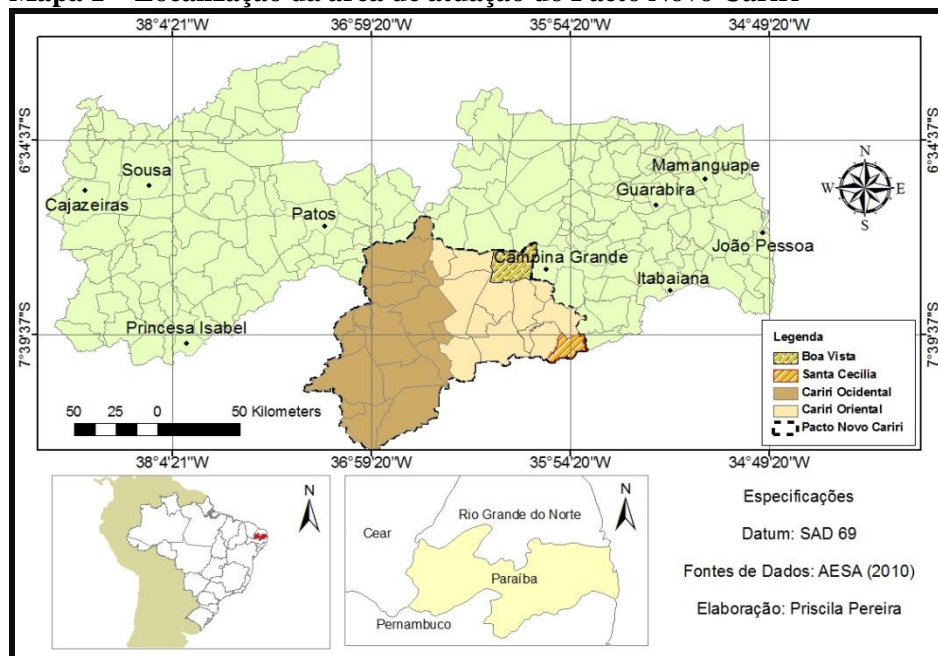 38°4'21"W 36°59'20"W 35°54'20"W 34°49'20"W
6°34'37"S
6°34'37"S
Mamanguape
Sousa
Guarabira
Cajazeiras
Patos
N
W E
S
João Pessoa
Campina Grande
Itabaiana
Princesa Isabel
7°39'37"S
7°39'37"S
Legenda
Boa Vista
Santa Cecília
Cariri Ocidental
Cariri Oriental
Pacto Novo Cariri
50 25 0 50 Kilometers
38°4'21"W 36°59'20"W 35°54'20"W 34°49'20"W
N
N
Rio Grande do Norte
Cear
Paraíba
Pernambuco
Especificações
Datum: SAD 69
Fontes de Dados: AESA (2010)
Elaboração: Priscila Pereira